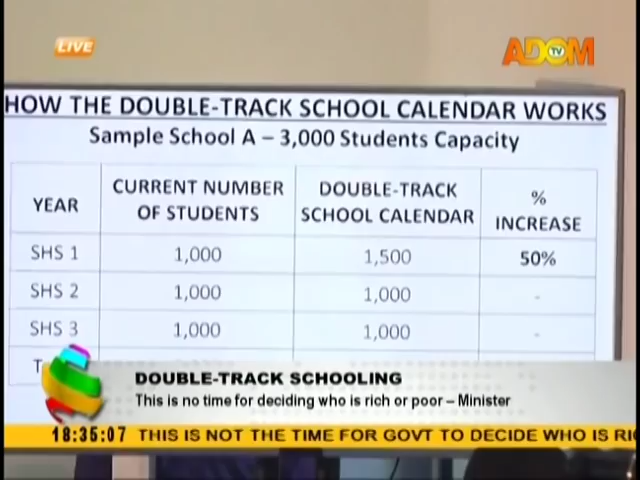 LIVE
ADOM TV
HOW THE DOUBLE-TRACK SCHOOL CALENDAR WORKS
Sample School A – 3,000 Students Capacity
YEAR CURRENT NUMBER OF STUDENTS DOUBLE-TRACK SCHOOL CALENDAR % INCREASE
SHS 1 1,000 1,500 50%
SHS 2 1,000 1,000 -
SHS 3 1,000 1,000 -
DOUBLE-TRACK SCHOOLING
This is no time for deciding who is rich or poor – Minister
18:35:07 THIS IS NOT THE TIME FOR GOVT TO DECIDE WHO IS